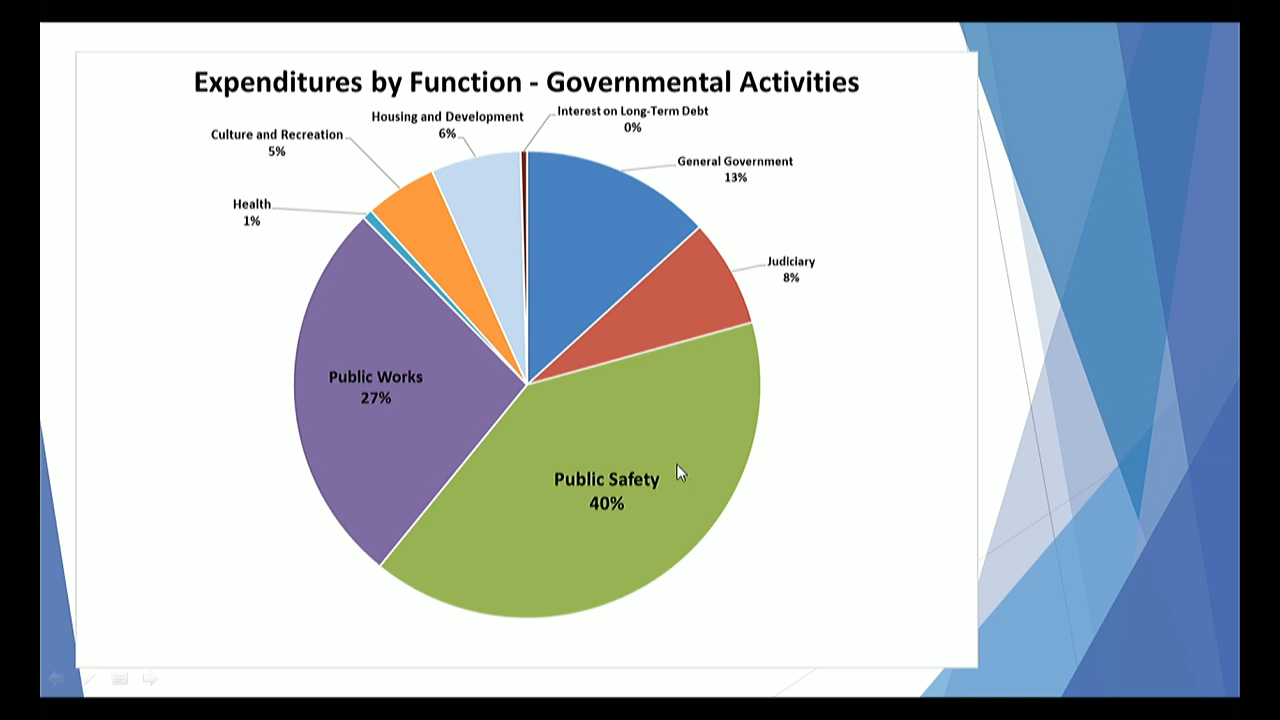 Expenditures by Function - Governmental Activities
Interest on Long-Term Debt
0%
Housing and Development
6%
Culture and Recreation
5%
General Government
13%
Health
1%
Judiciary
8%
Public Works
27%
Public Safety
40%